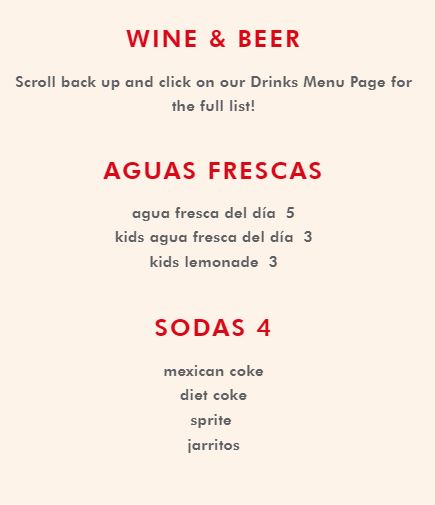 WINE & BEER
Scroll back up and click on our Drinks Menu Page for
the full list!
AGUAS FRESCAS
agua fresca del día 5
kids agua fresca del día 3
kids lemonade 3
SODAS 4
mexican coke
diet coke
sprite
jarritos